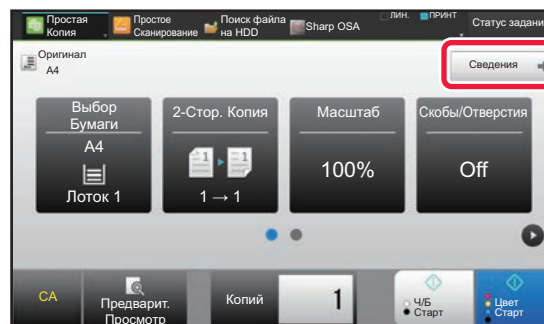 Простая
Копия
Простое
Сканирование
Поиск файла
на HDD
Sharp OSA
ЛИН.
ПРИНТ
Статус задани
Оригинал
A4
Сведения
Выбор
Бумаги
A4
Лоток 1
2-Стор. Копия
1
1
1 → 1
Масштаб
100%
Скобы/Отверстия
Off
CA
Предварит.
Просмотр
Копий
1
Ч/Б
Старт
Цвет
Старт